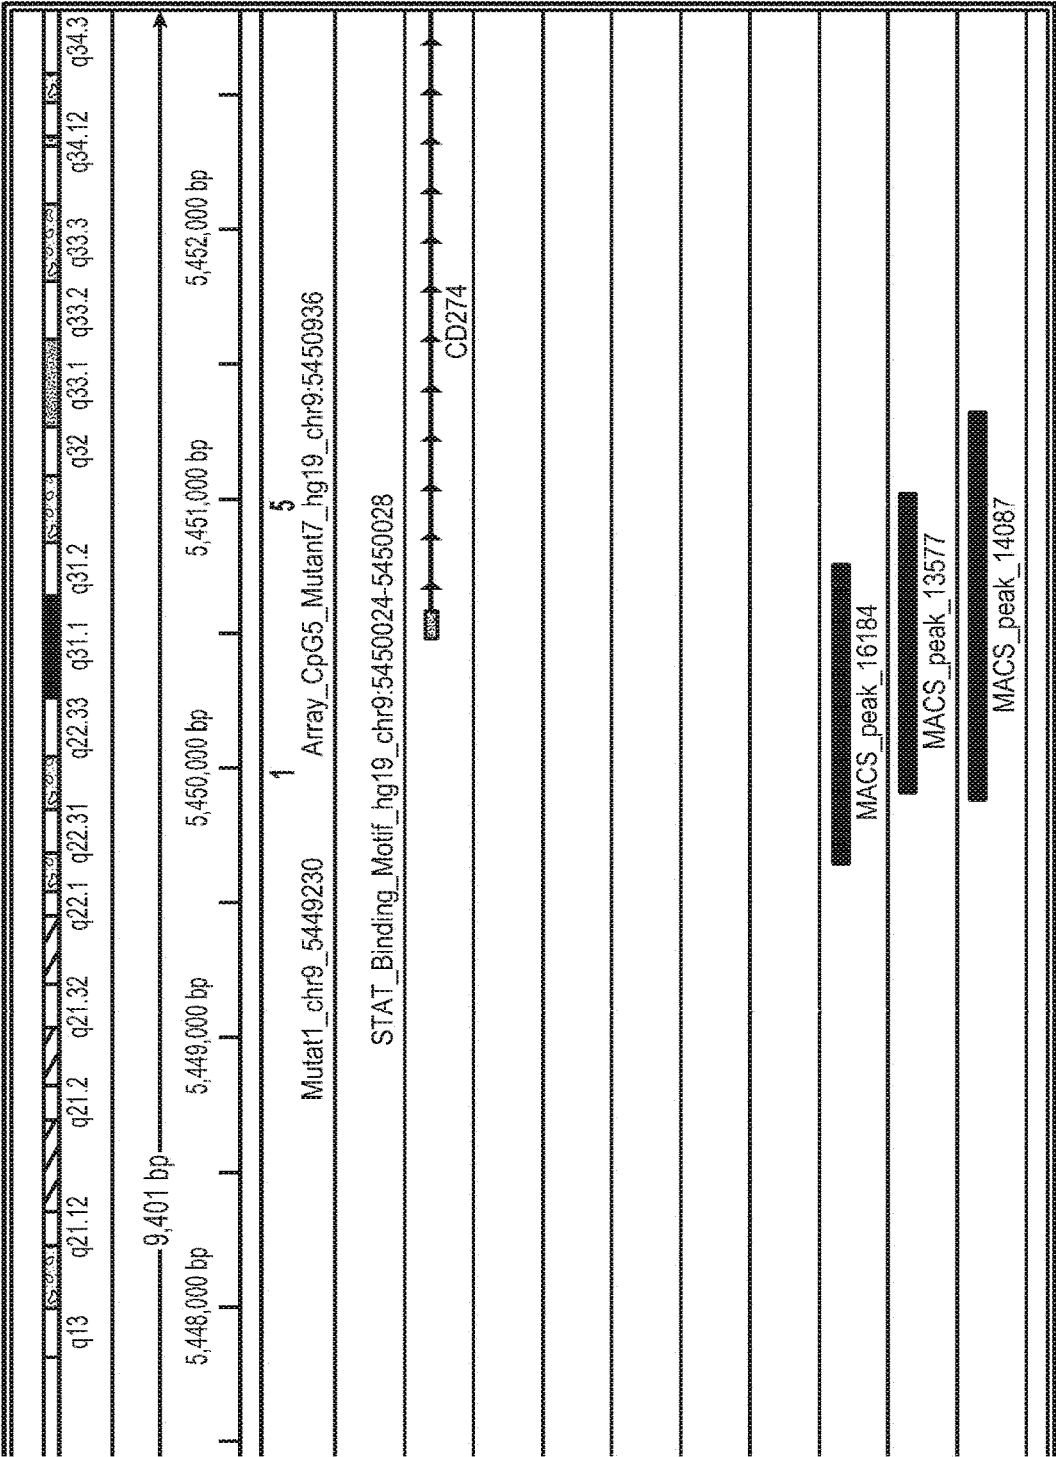 q13 q21.12 q21.2 q21.32 q22.1 q22.31 q22.33 q31.1 q31.2 q32 q33.1 q33.2 q33.3 q34.12 q34.3
9,401 bp
5,448,000 bp 5,449,000 bp 5,450,000 bp 5,451,000 bp 5,452,000 bp
1 5
Mutat1_chr9_5449230 Array_CpG5_Mutant7_hg19_chr9:5450936
STAT_Binding_Motif_hg19_chr9:5450024-5450028
CD274
MACS_peak_16184
MACS_peak_13577
MACS_peak_14087